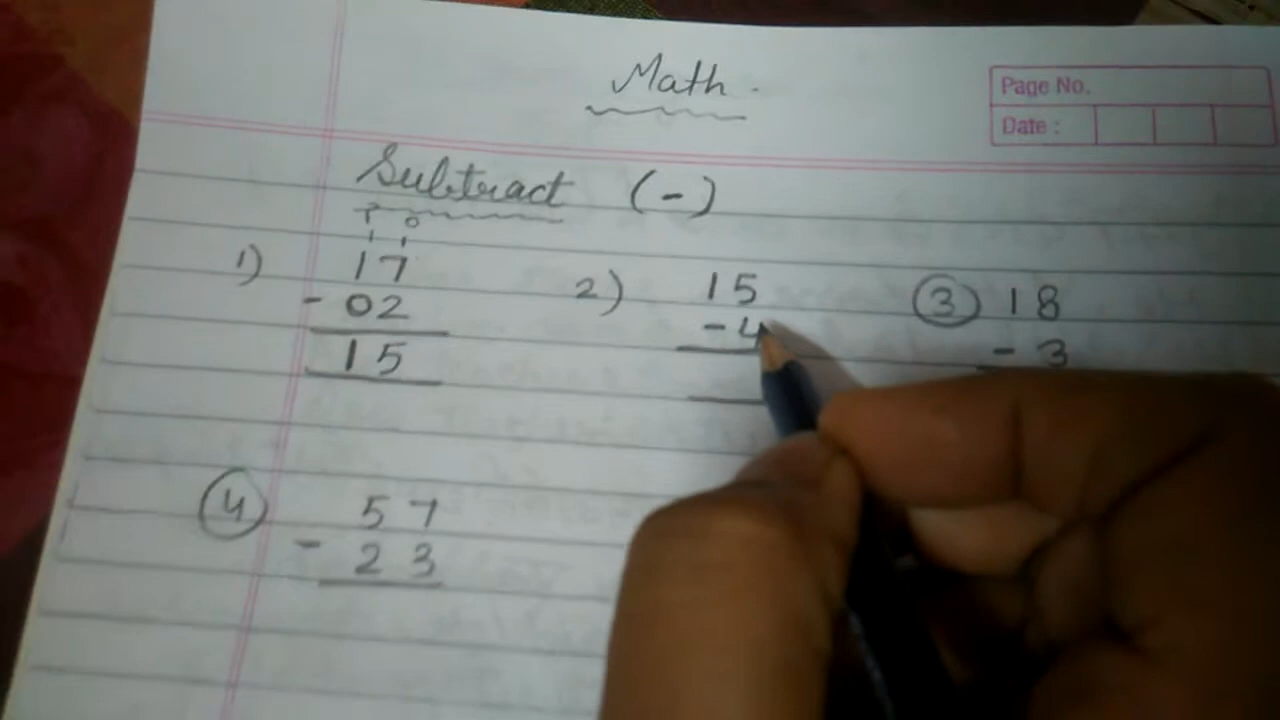 Math.
Page No.
Date :
Subtract (-)
T O
1) 17
- 02
15
2) 15
- 4
3 18
- 3
4 57
- 23